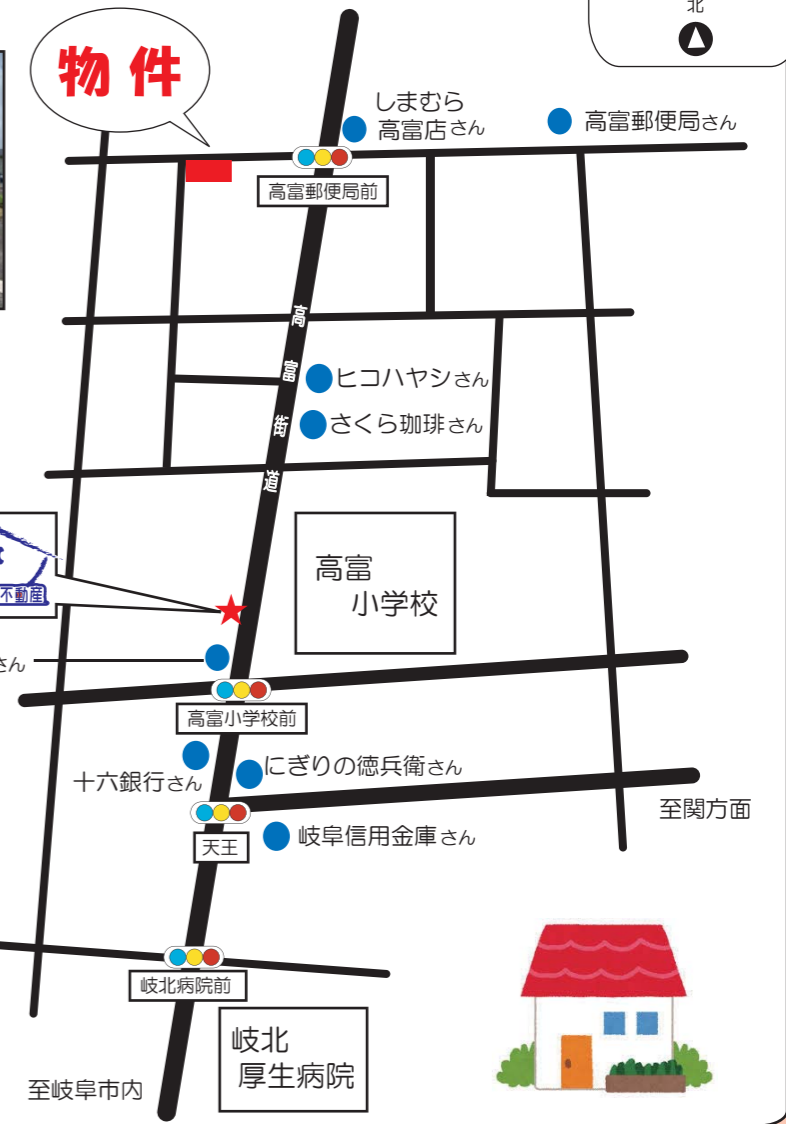 北
物件
しまむら
高富店さん
高富郵便局さん
高富郵便局前
高富街道
ヒコハヤシさん
さくら珈琲さん
高富
小学校
不動産
さん
高富小学校前
十六銀行さん
にぎりの徳兵衛さん
至関方面
天王
岐阜信用金庫さん
岐北病院前
岐北
厚生病院
至岐阜市内